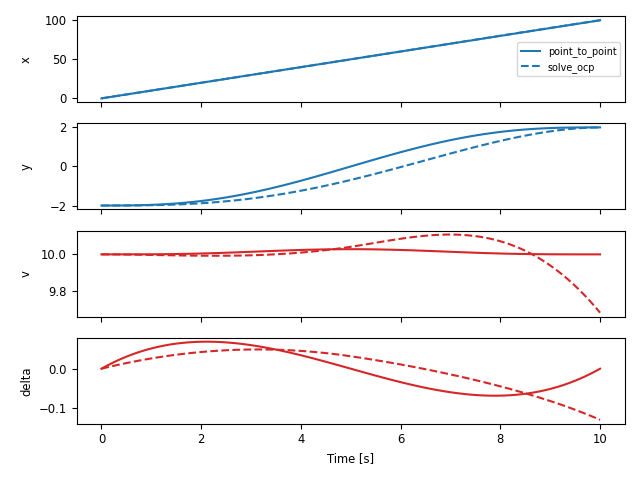 100
50
0
x
point_to_point
solve_ocp
2
0
−2
y
10.0
9.8
v
0.0
−0.1
delta
0 2 4 6 8 10
Time [s]